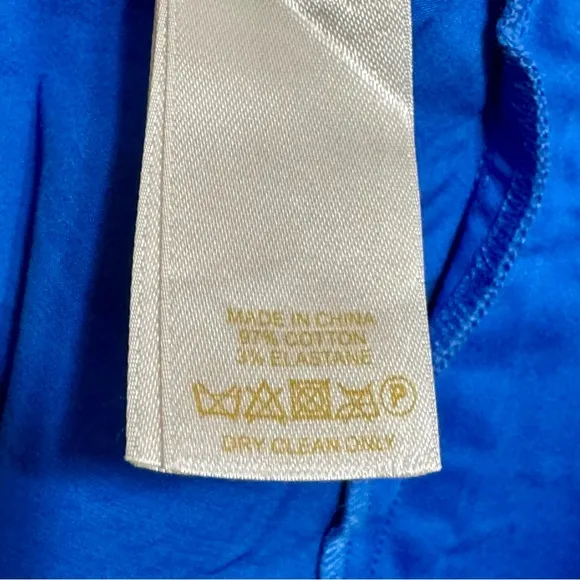 MADE IN CHINA
97% COTTON
3% ELASTANE
P
DRY CLEAN ONLY